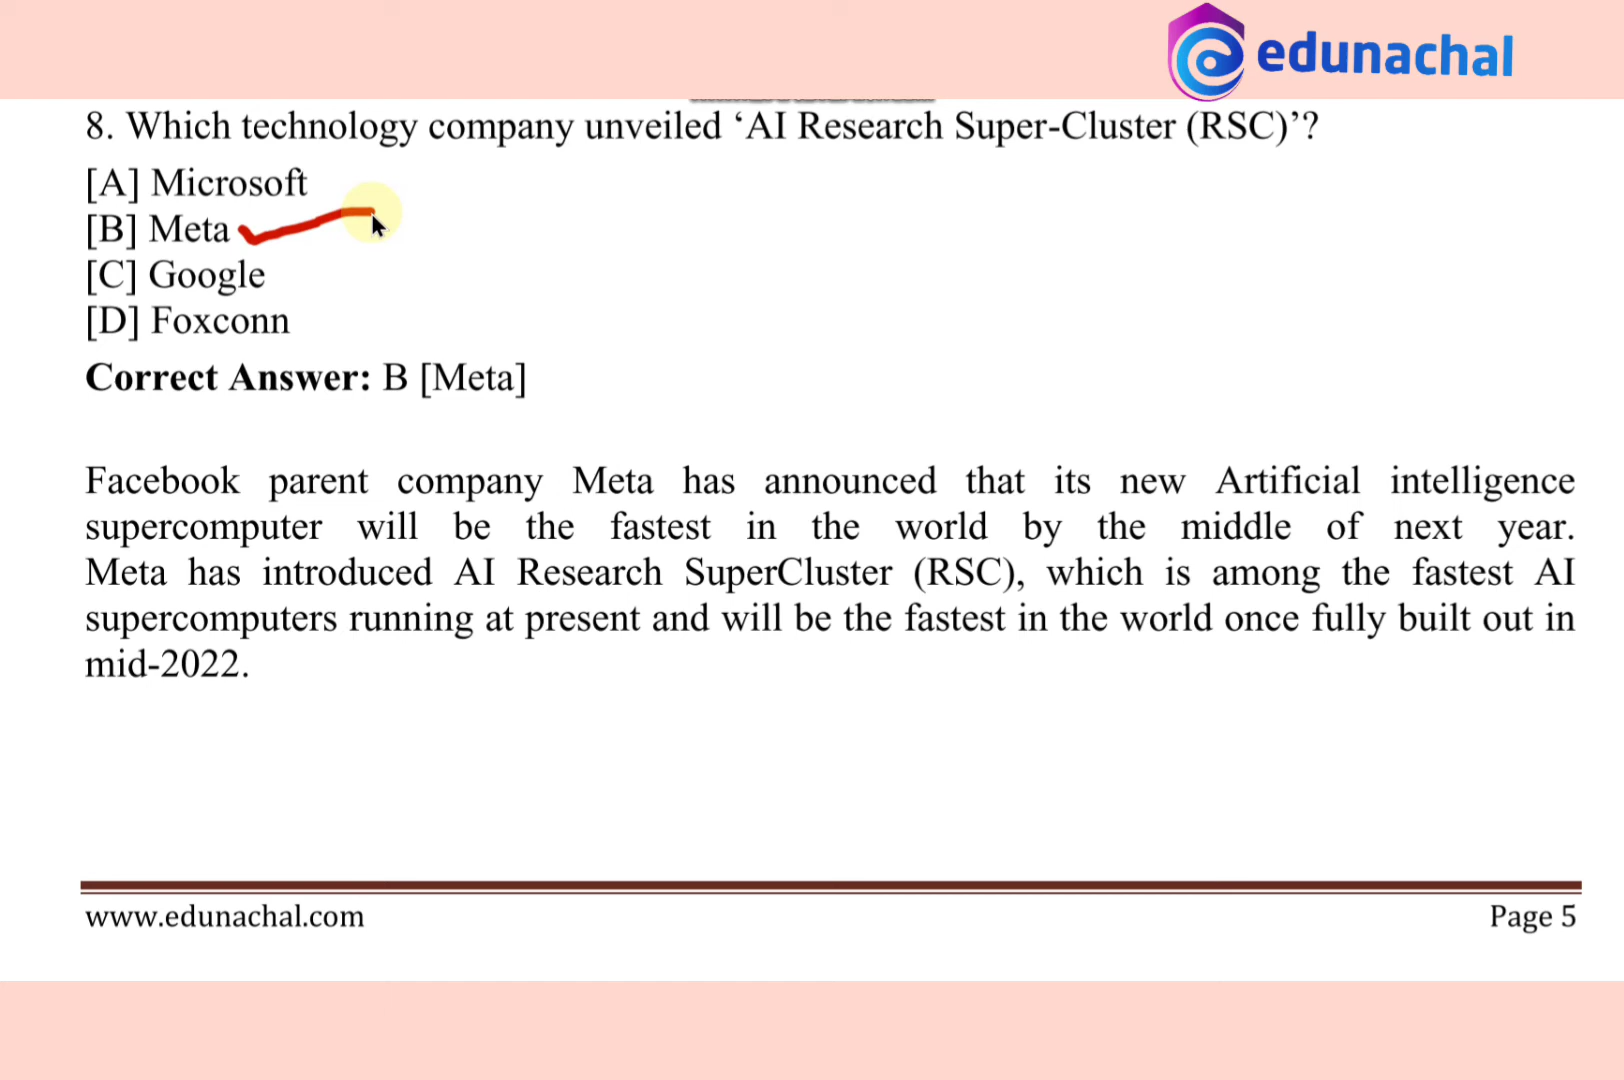 edunachal
8. Which technology company unveiled ‘AI Research Super-Cluster (RSC)’?
[A] Microsoft
[B] Meta
[C] Google
[D] Foxconn
Correct Answer: B [Meta]
Facebook parent company Meta has announced that its new Artificial intelligence
supercomputer will be the fastest in the world by the middle of next year.
Meta has introduced AI Research SuperCluster (RSC), which is among the fastest AI
supercomputers running at present and will be the fastest in the world once fully built out in
mid-2022.
www.edunachal.com
Page 5